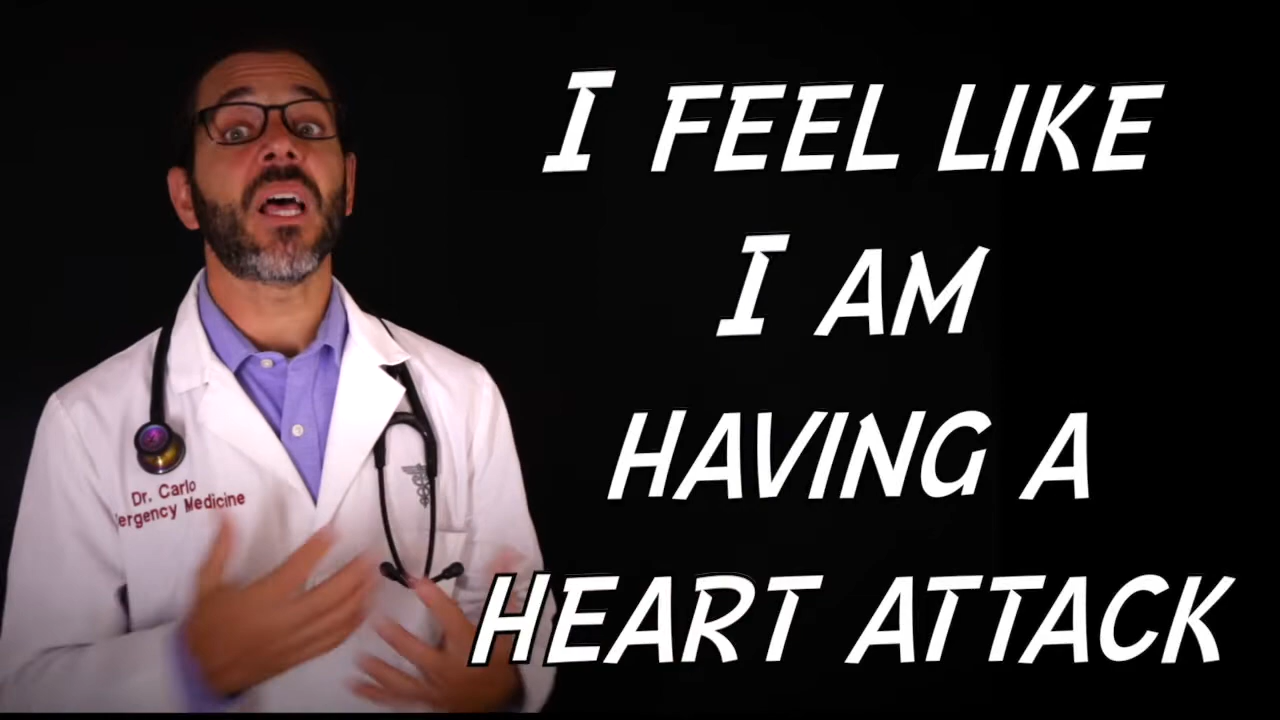 I FEEL LIKE
I AM
HAVING A
HEART ATTACK
Dr. Carlo
ergency Medicine